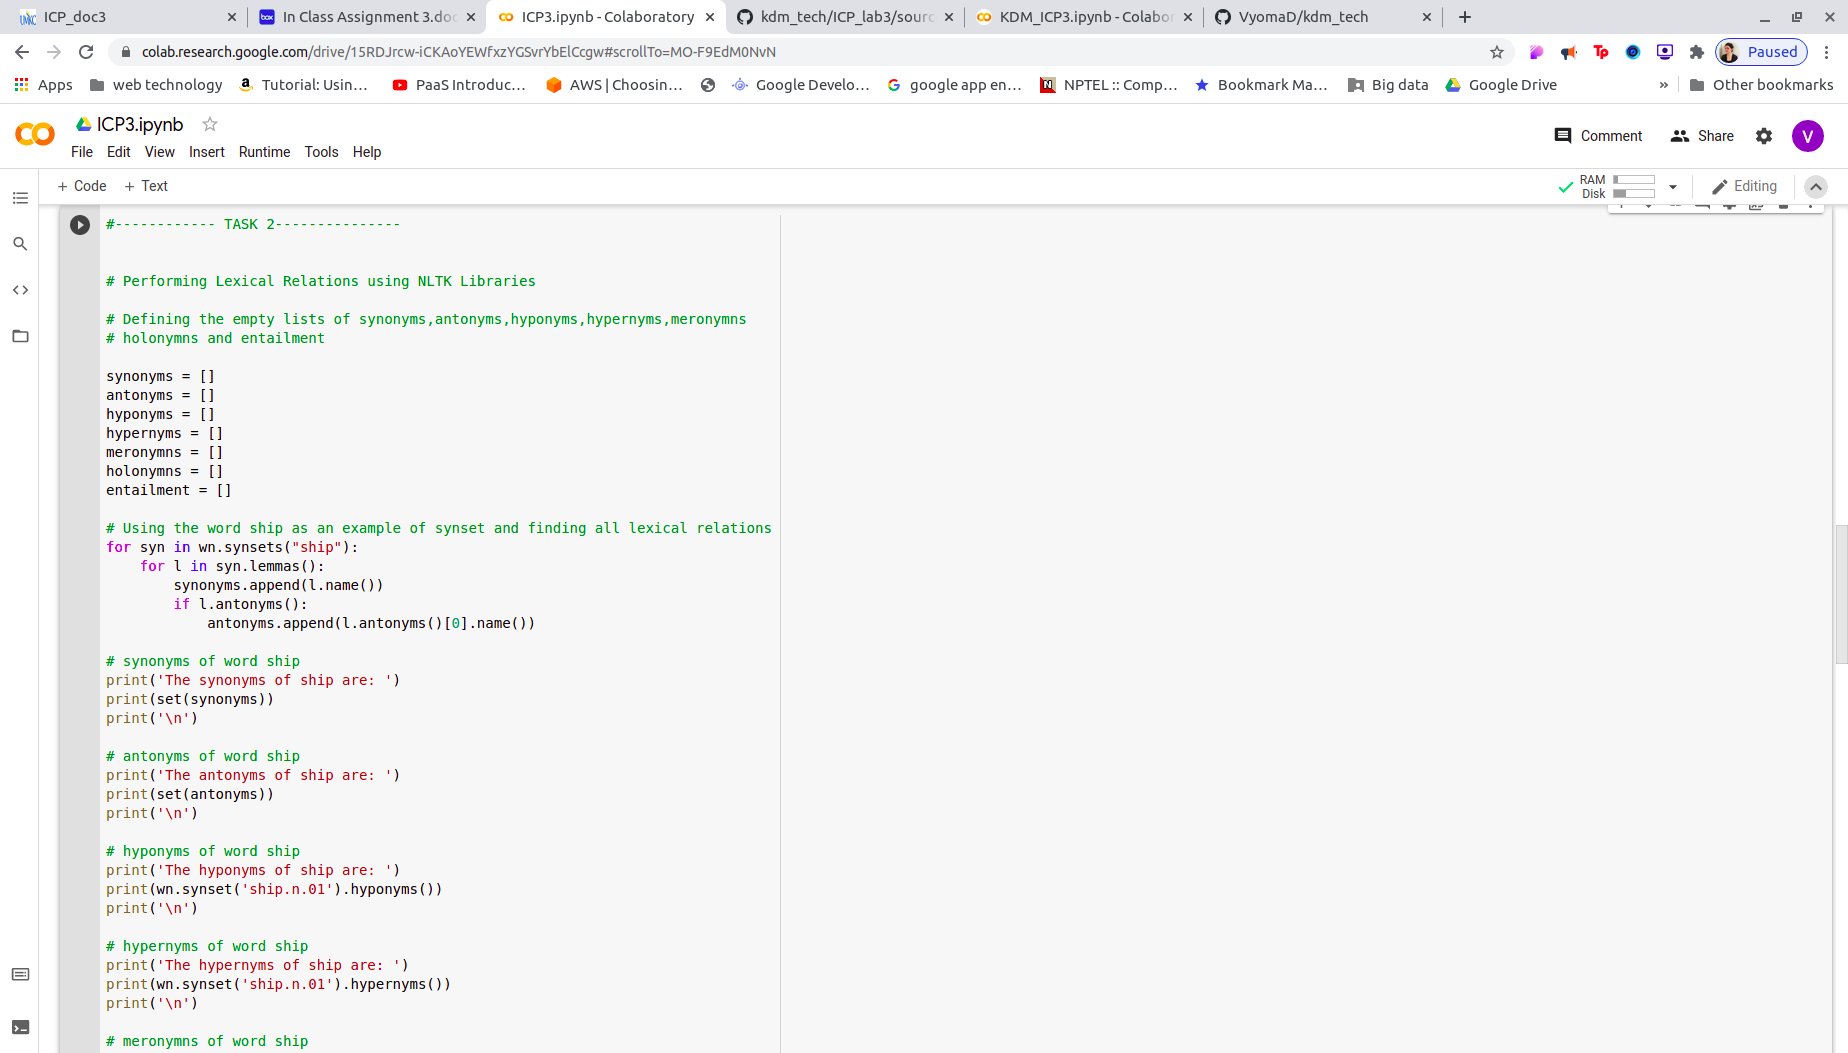 ICP_doc3
In Class Assignment 3.doc
ICP3.ipynb - Colaboratory
kdm_tech/ICP_lab3/sourc
KDM_ICP3.ipynb - Colabor
VyomaD/kdm_tech
colab.research.google.com/drive/15RDJrcw-iCKAoYEWfxzYGSvrYbElCcgw#scrollTo=MO-F9EdM0NvN
Tp
Paused
Apps
web technology
Tutorial: Usin...
PaaS Introduc...
AWS | Choosin...
Google Develo...
google app en...
NPTEL :: Comp...
Bookmark Ma...
Big data
Google Drive
»
Other bookmarks
ICP3.ipynb
File Edit View Insert Runtime Tools Help
Comment
Share
V
+ Code + Text
RAM
Disk
Editing
#------------ TASK 2---------------
# Performing Lexical Relations using NLTK Libraries
# Defining the empty lists of synonyms,antonyms,hyponyms,hypernyms,meronymns
# holonymns and entailment
synonyms = []
antonyms = []
hyponyms = []
hypernyms = []
meronymns = []
holonymns = []
entailment = []
# Using the word ship as an example of synset and finding all lexical relations
for syn in wn.synsets("ship"):
    for l in syn.lemmas():
        synonyms.append(l.name())
        if l.antonyms():
            antonyms.append(l.antonyms()[0].name())
# synonyms of word ship
print('The synonyms of ship are: ')
print(set(synonyms))
print('\n')
# antonyms of word ship
print('The antonyms of ship are: ')
print(set(antonyms))
print('\n')
# hyponyms of word ship
print('The hyponyms of ship are: ')
print(wn.synset('ship.n.01').hyponyms())
print('\n')
# hypernyms of word ship
print('The hypernyms of ship are: ')
print(wn.synset('ship.n.01').hypernyms())
print('\n')
# meronymns of word ship